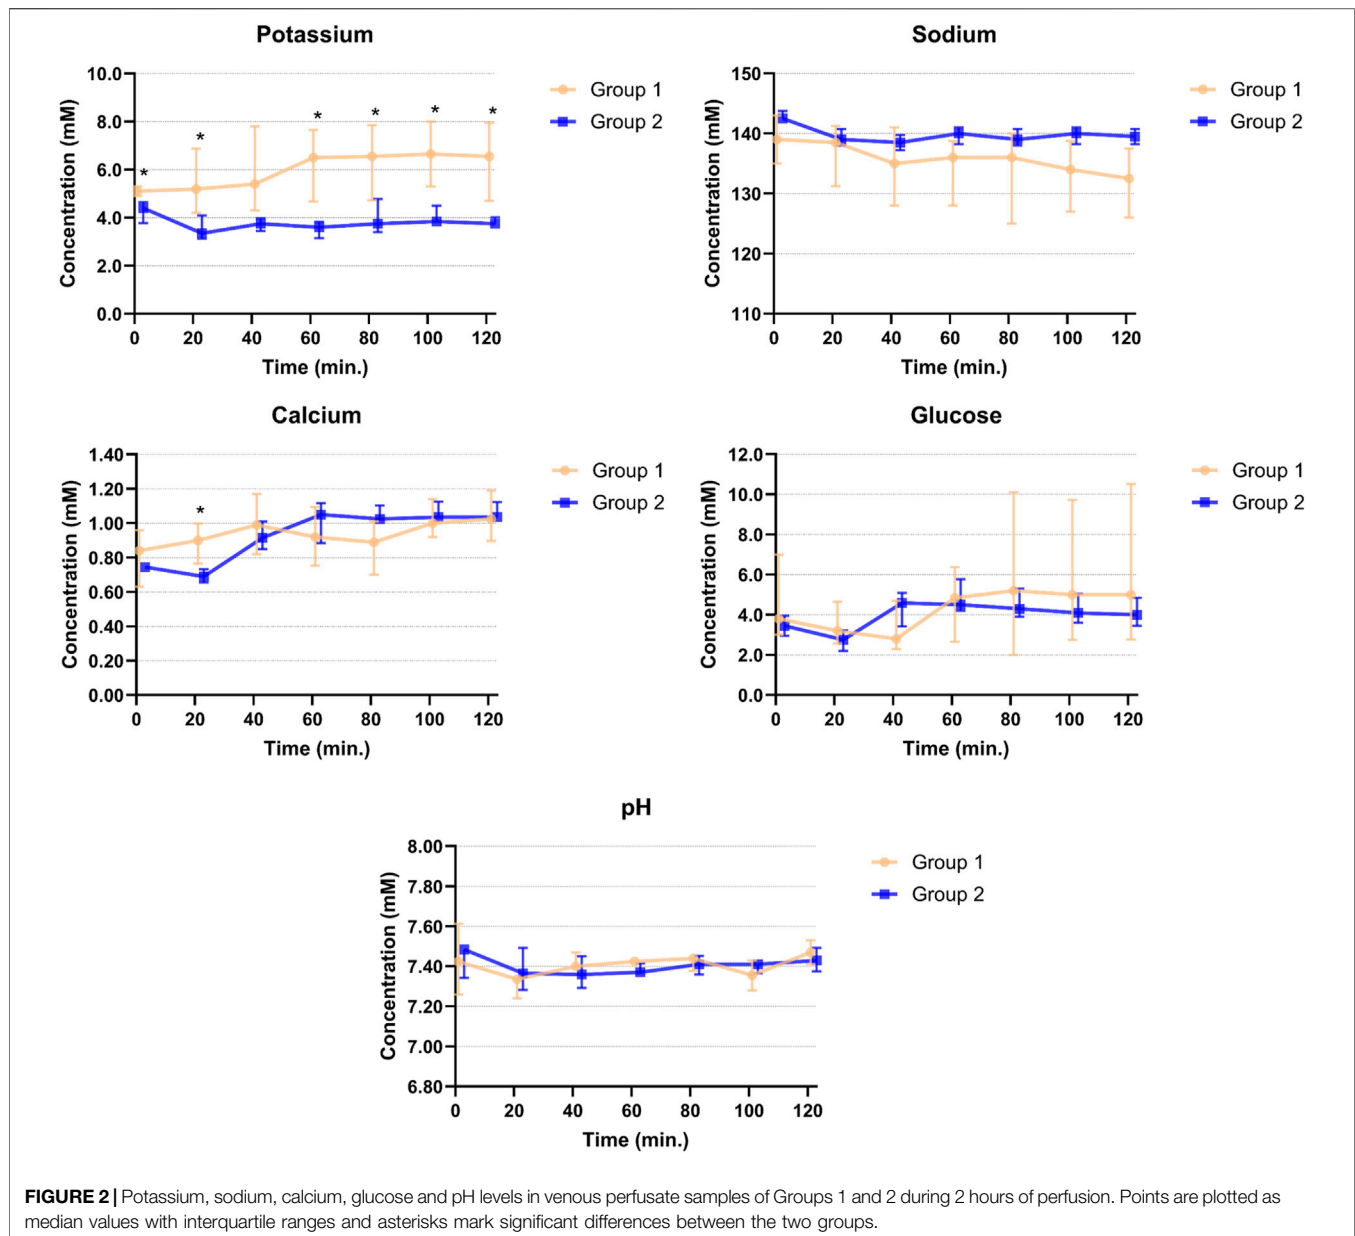 Potassium
Concentration (mM)
10.0
8.0
6.0
4.0
2.0
0.0
* * * * * *
0 20 40 60 80 100 120
Time (min.)
Group 1
Group 2
Sodium
Concentration (mM)
150
140
130
120
110
0 20 40 60 80 100 120
Time (min.)
Group 1
Group 2
Calcium
Concentration (mM)
1.40
1.20
1.00
0.80
0.60
0.40
0.20
0.00
*
0 20 40 60 80 100 120
Time (min.)
Group 1
Group 2
Glucose
Concentration (mM)
12.0
10.0
8.0
6.0
4.0
2.0
0.0
0 20 40 60 80 100 120
Time (min.)
Group 1
Group 2
pH
Concentration (mM)
8.00
7.80
7.60
7.40
7.20
7.00
6.80
0 20 40 60 80 100 120
Time (min.)
Group 1
Group 2
FIGURE 2 | Potassium, sodium, calcium, glucose and pH levels in venous perfusate samples of Groups 1 and 2 during 2 hours of perfusion. Points are plotted as
median values with interquartile ranges and asterisks mark significant differences between the two groups.